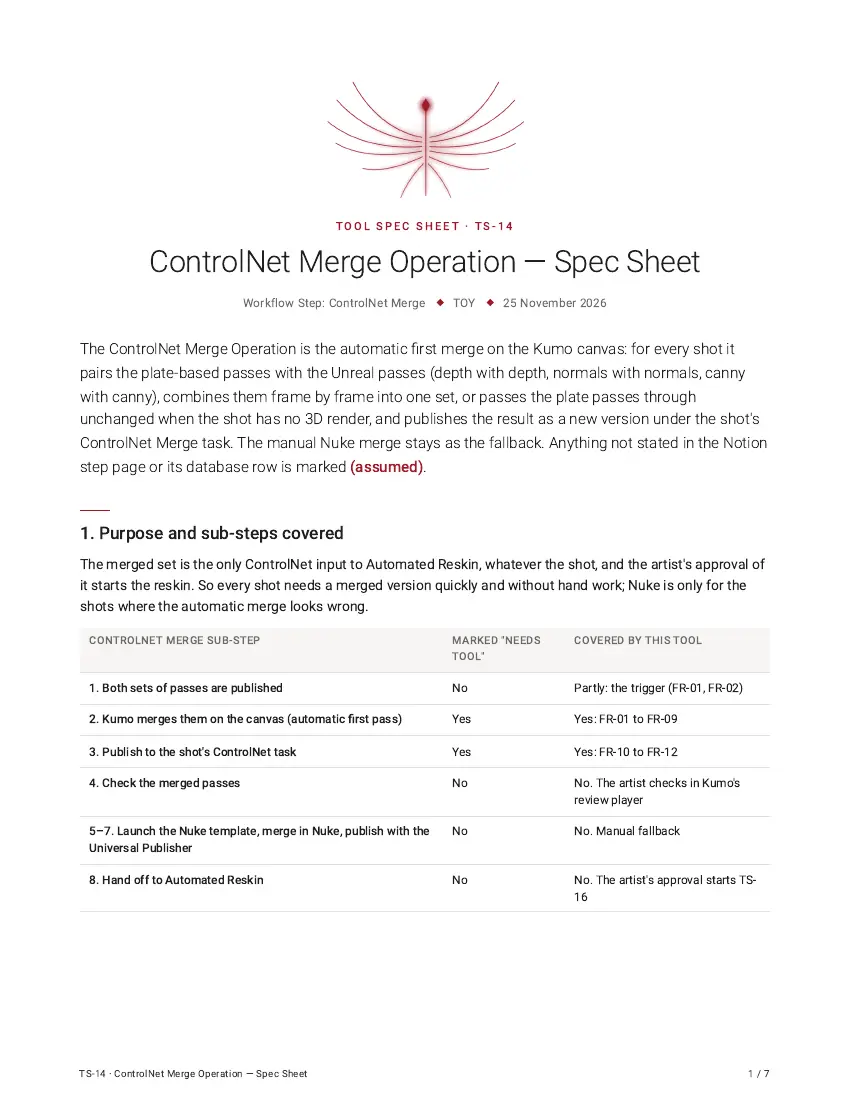 TOOL SPEC SHEET · TS-14
ControlNet Merge Operation — Spec Sheet
Workflow Step: ControlNet Merge ◆ TOY ◆ 25 November 2026
The ControlNet Merge Operation is the automatic first merge on the Kumo canvas: for every shot it
pairs the plate-based passes with the Unreal passes (depth with depth, normals with normals, canny
with canny), combines them frame by frame into one set, or passes the plate passes through
unchanged when the shot has no 3D render, and publishes the result as a new version under the shot's
ControlNet Merge task. The manual Nuke merge stays as the fallback. Anything not stated in the Notion
step page or its database row is marked (assumed).
1. Purpose and sub-steps covered
The merged set is the only ControlNet input to Automated Reskin, whatever the shot, and the artist's approval of
it starts the reskin. So every shot needs a merged version quickly and without hand work; Nuke is only for the
shots where the automatic merge looks wrong.
CONTROLNET MERGE SUB-STEP
MARKED "NEEDS
TOOL"
COVERED BY THIS TOOL
1. Both sets of passes are published
No
Partly: the trigger (FR-01, FR-02)
2. Kumo merges them on the canvas (automatic first pass)
Yes
Yes: FR-01 to FR-09
3. Publish to the shot's ControlNet task
Yes
Yes: FR-10 to FR-12
4. Check the merged passes
No
No. The artist checks in Kumo's
review player
5–7. Launch the Nuke template, merge in Nuke, publish with the
Universal Publisher
No
No. Manual fallback
8. Hand off to Automated Reskin
No
No. The artist's approval starts TS-
16
TS-14 · ControlNet Merge Operation — Spec Sheet
1 / 7